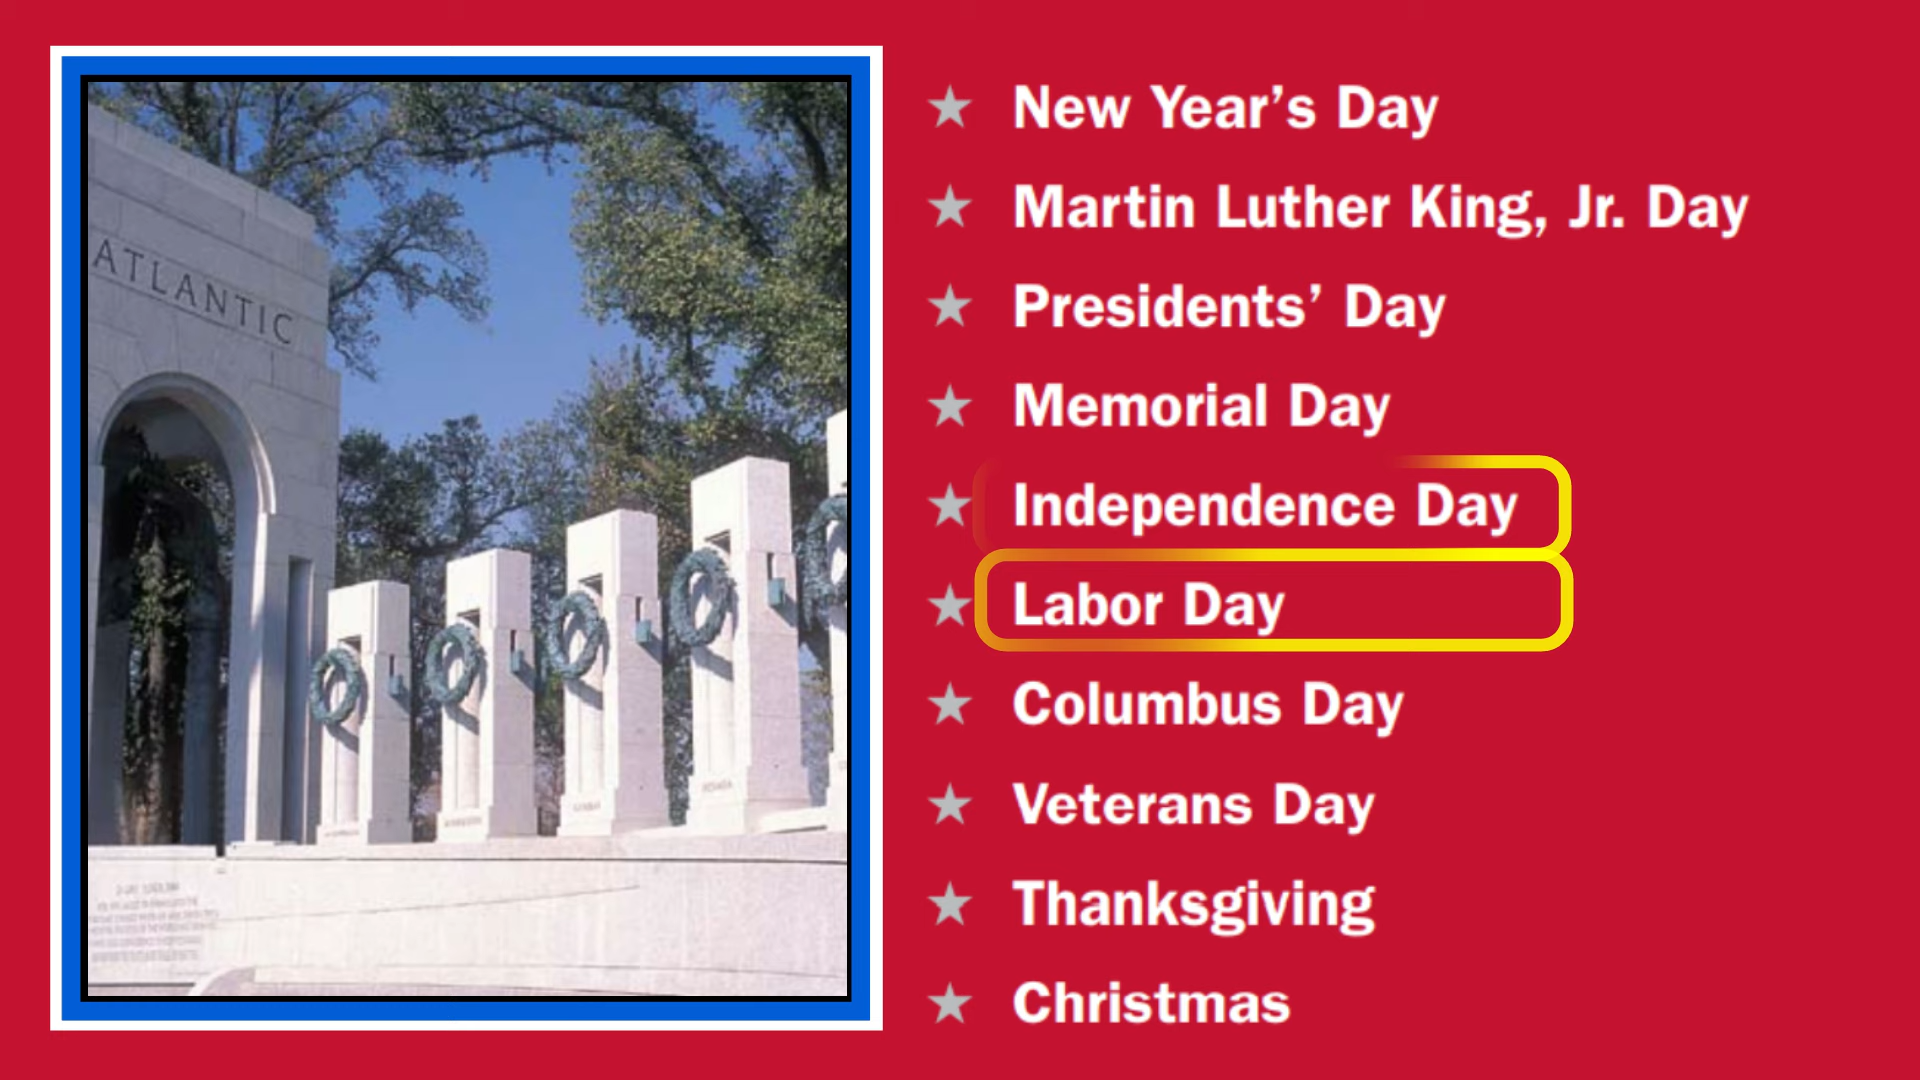 ATLANTIC
New Year’s Day
Martin Luther King, Jr. Day
Presidents’ Day
Memorial Day
Independence Day
Labor Day
Columbus Day
Veterans Day
Thanksgiving
Christmas